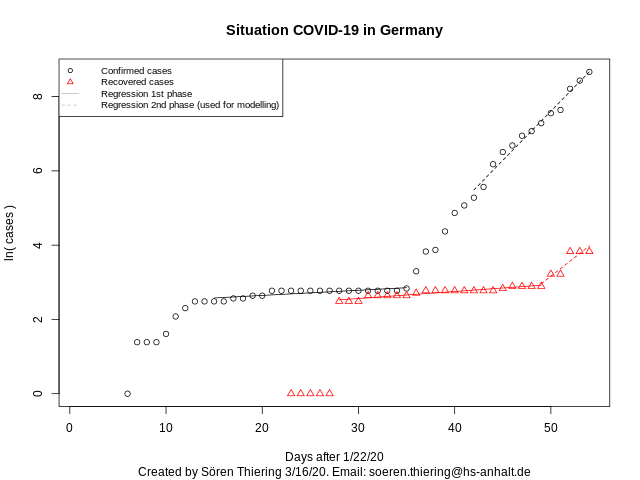 Situation COVID-19 in Germany
Confirmed cases
Recovered cases
Regression 1st phase
Regression 2nd phase (used for modelling)
ln( cases )
8
6
4
2
0
0 10 20 30 40 50
Days after 1/22/20
Created by Sören Thiering 3/16/20. Email: soeren.thiering@hs-anhalt.de